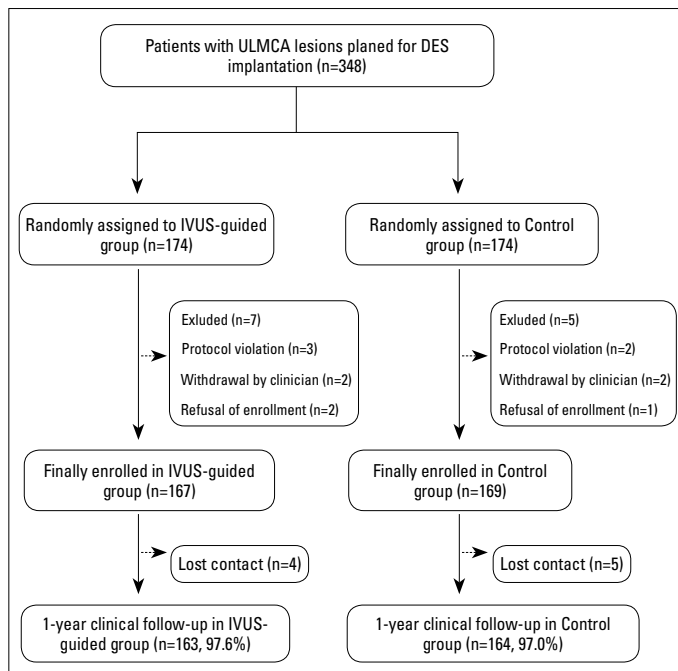 Patients with ULMCA lesions planed for DES
implantation (n=348)
Randomly assigned to IVUS-guided
group (n=174)
Randomly assigned to Control
group (n=174)
Exluded (n=7)
Protocol violation (n=3)
Withdrawal by clinician (n=2)
Refusal of enrollment (n=2)
Exluded (n=5)
Protocol violation (n=2)
Withdrawal by clinician (n=2)
Refusal of enrollment (n=1)
Finally enrolled in IVUS-guided
group (n=167)
Finally enrolled in Control
group (n=169)
Lost contact (n=4)
Lost contact (n=5)
1-year clinical follow-up in IVUS-
guided group (n=163, 97.6%)
1-year clinical follow-up in Control
group (n=164, 97.0%)